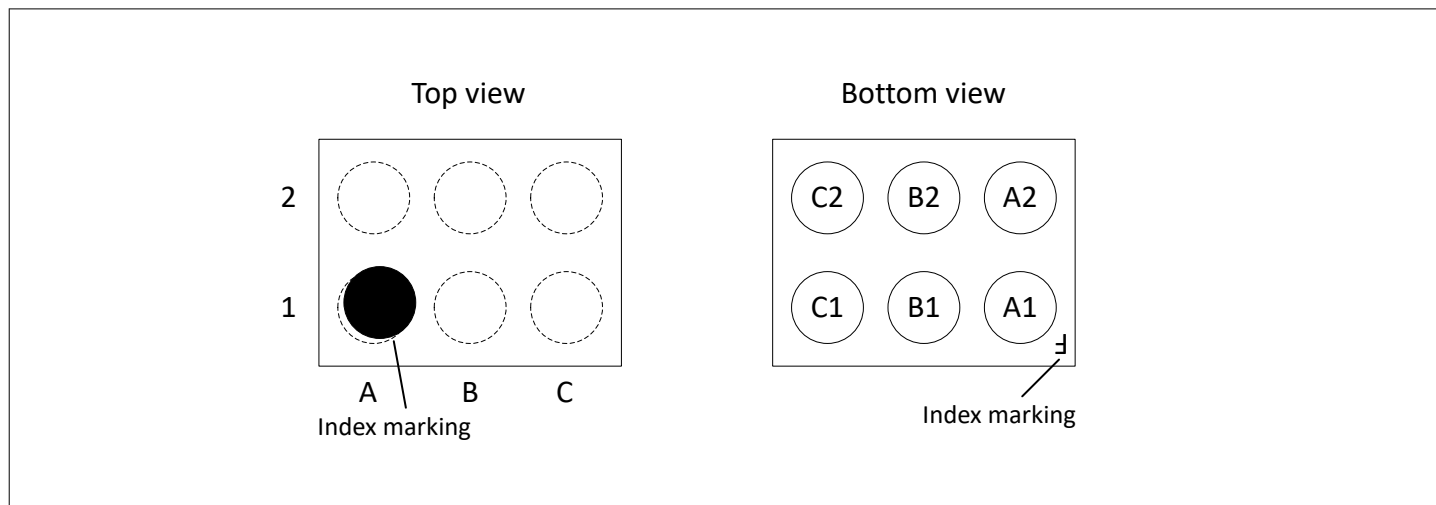 Top view
Bottom view
2
C2 B2 A2
1
C1 B1 A1
A B C
Index marking
Index marking